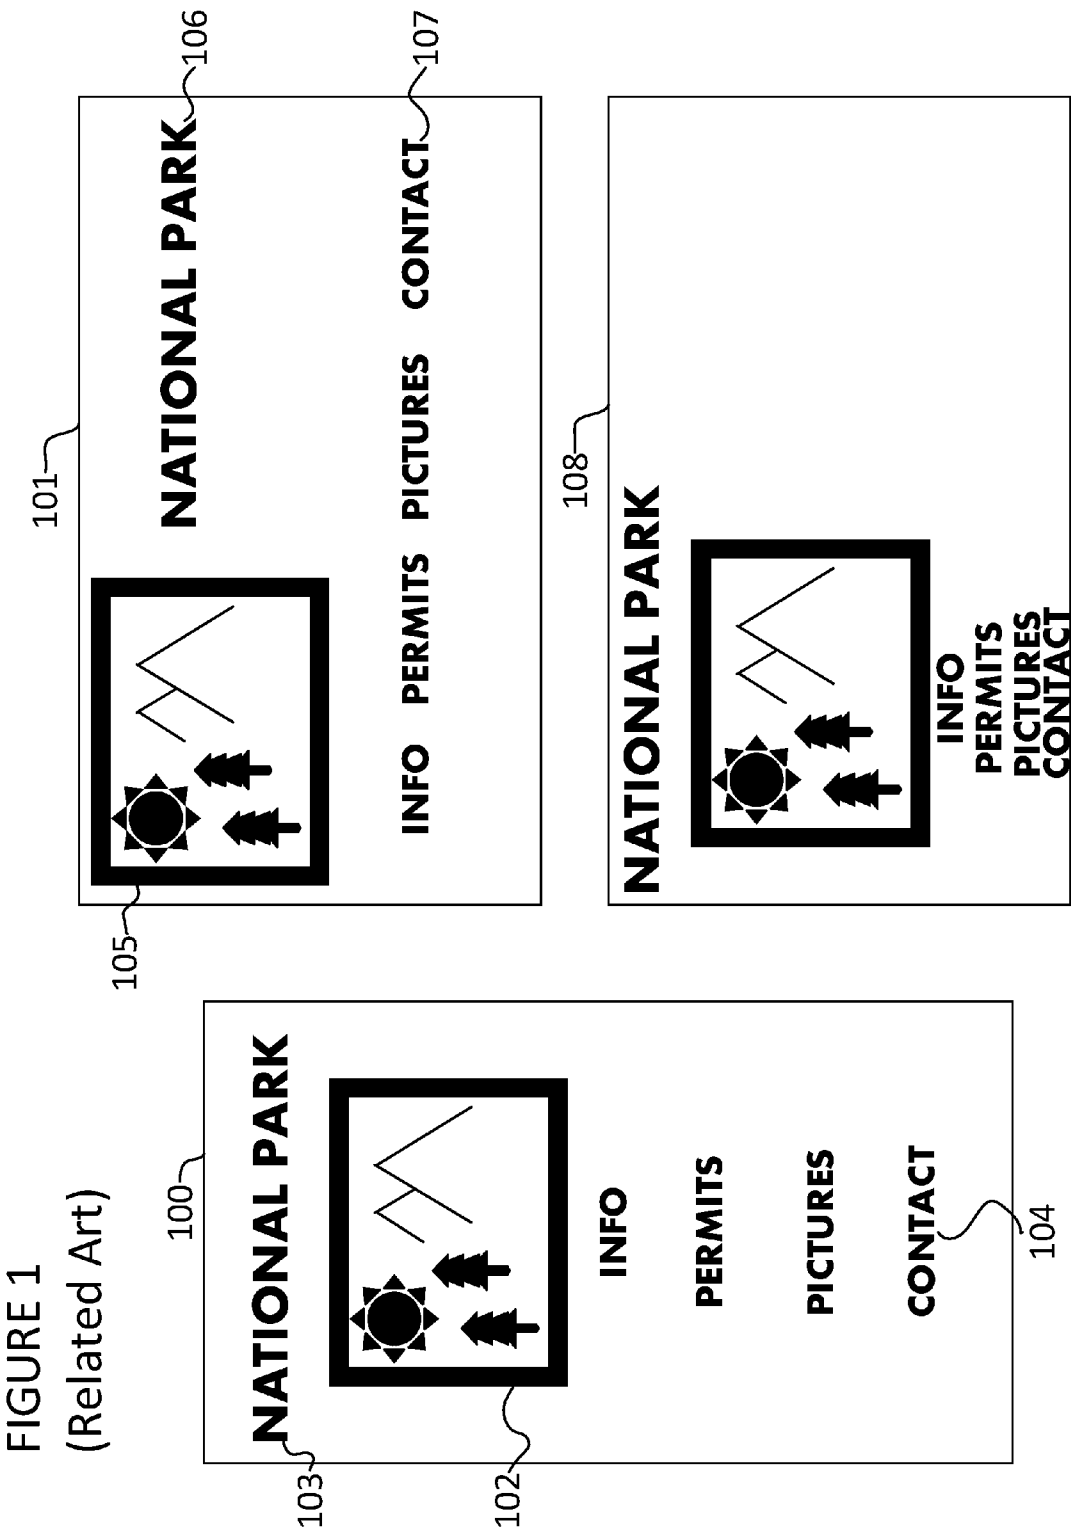 FIGURE 1
(Related Art)
100
103
NATIONAL PARK
102
INFO
PERMITS
PICTURES
CONTACT
104
101
105
106
NATIONAL PARK
INFO PERMITS PICTURES CONTACT
107
108
NATIONAL PARK
INFO
PERMITS
PICTURES
CONTACT